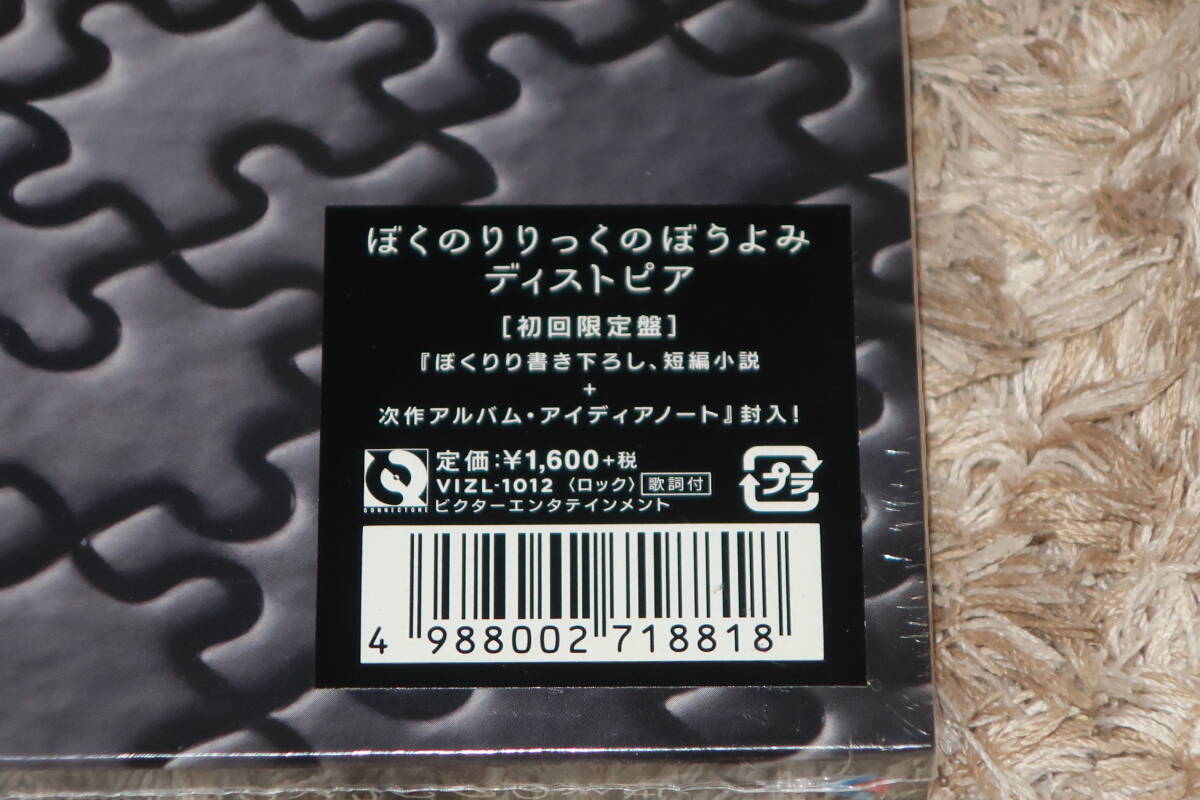 ぼくのりりっくのぼうよみ
ディストピア
[初回限定盤]
『ぼくりり書き下ろし、短編小説
+
次作アルバム・アイディアノート』封入!
定価:¥1,600+税
VIZL-1012 〈ロック〉 歌詞付
CONNECTONE ビクターエンタテインメント
プラ
4 988002 718818